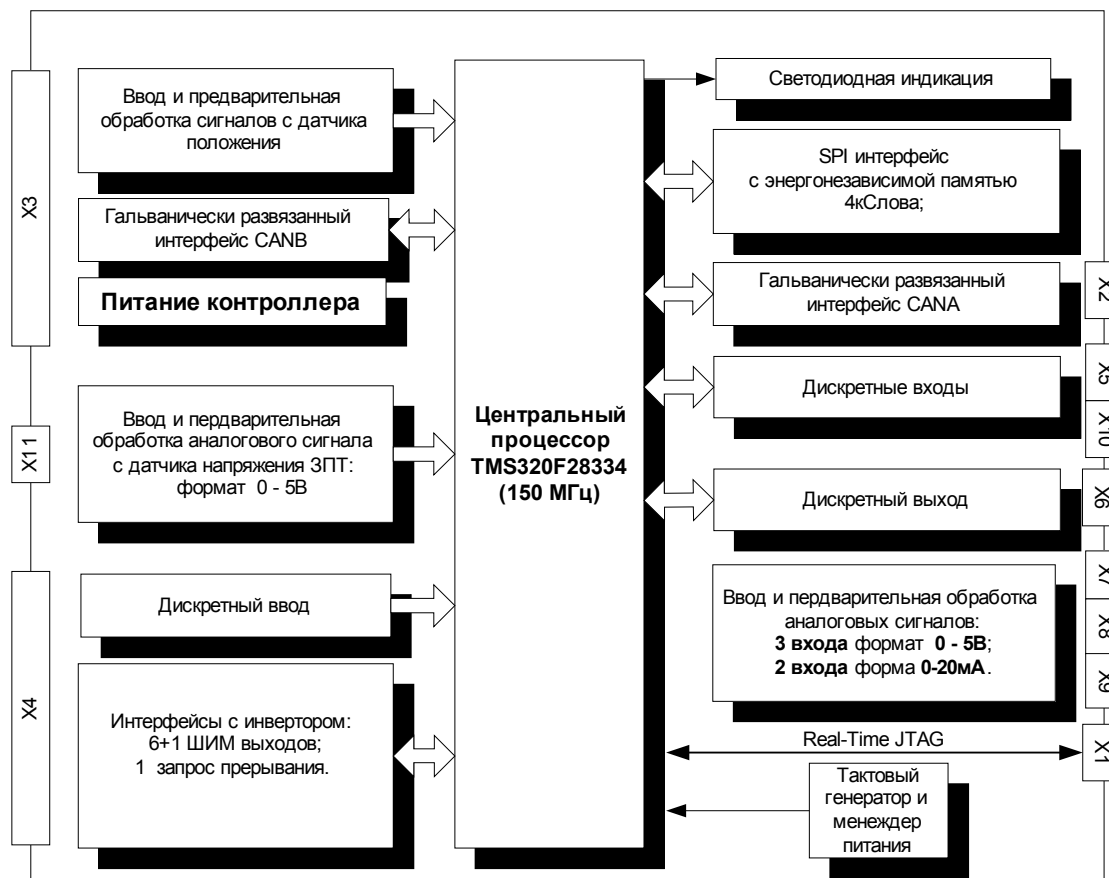 X3
Ввод и предварительная
обработка сигналов с датчика
положения
Гальванически развязанный
интерфейс CANB
Питание контроллера
X11
Ввод и пердварительная
обработка аналогового сигнала
с датчика напряжения ЗПТ:
формат 0 - 5В
X4
Дискретный ввод
Интерфейсы с инвертором:
6+1 ШИМ выходов;
1 запрос прерывания.
Центральный
процессор
TMS320F28334
(150 МГц)
Светодиодная индикация
SPI интерфейс
с энергонезависимой памятью
4кСлова;
Гальванически развязанный
интерфейс CANA
X2
Дискретные входы
X5
X10
Дискретный выход
X6
Ввод и пердварительная обработка
аналоговых сигналов:
3 входа формат 0 - 5В;
2 входа форма 0-20мА.
X7
X8
X9
Real-Time JTAG
X1
Тактовый
генератор и
менеждер
питания